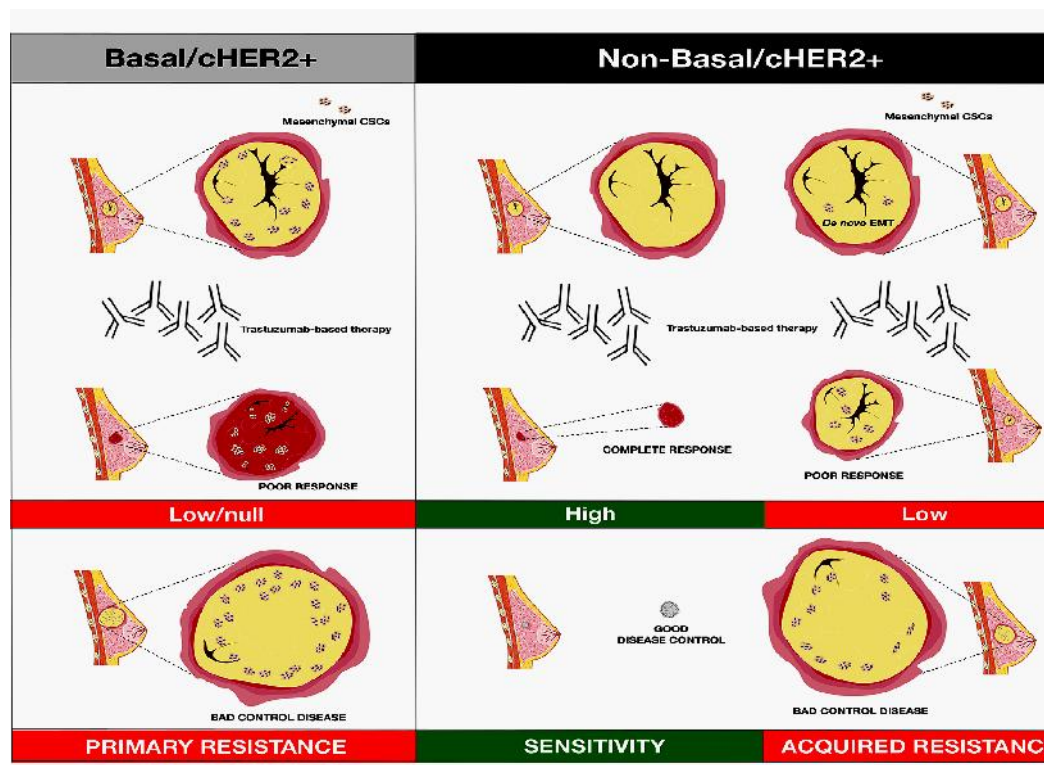 Basal/cHER2+
Non-Basal/cHER2+
Mesenchymal CSCs
Mesenchymal CSCs
De novo EMT
Trastuzumab-based therapy
Trastuzumab-based therapy
POOR RESPONSE
COMPLETE RESPONSE
POOR RESPONSE
Low/null
High
Low
BAD CONTROL DISEASE
GOOD
DISEASE CONTROL
BAD CONTROL DISEASE
PRIMARY RESISTANCE
SENSITIVITY
ACQUIRED RESISTANC